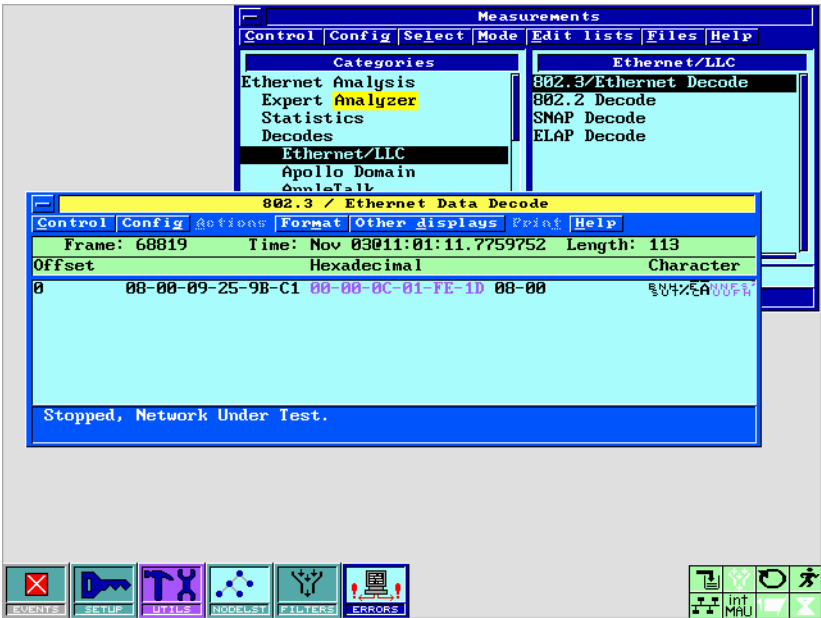 Measurements
Control Config Select Mode Edit lists Files Help
Categories
Ethernet/LLC
Ethernet Analysis
Expert Analyzer
Statistics
Decodes
Ethernet/LLC
Apollo Domain
AppleTalk
802.3/Ethernet Decode
802.2 Decode
SNAP Decode
ELAP Decode
802.3 / Ethernet Data Decode
Control Config Actions Format Other displays Print Help
Frame: 68819 Time: Nov 03@11:01:11.7759752 Length: 113
Offset Hexadecimal Character
0 08-00-09-25-9B-C1 00-00-0C-01-FE-1D 08-00
Stopped, Network Under Test.
EVENTS SETUP UTILS NODELST FILTERS ERRORS
int
MAU